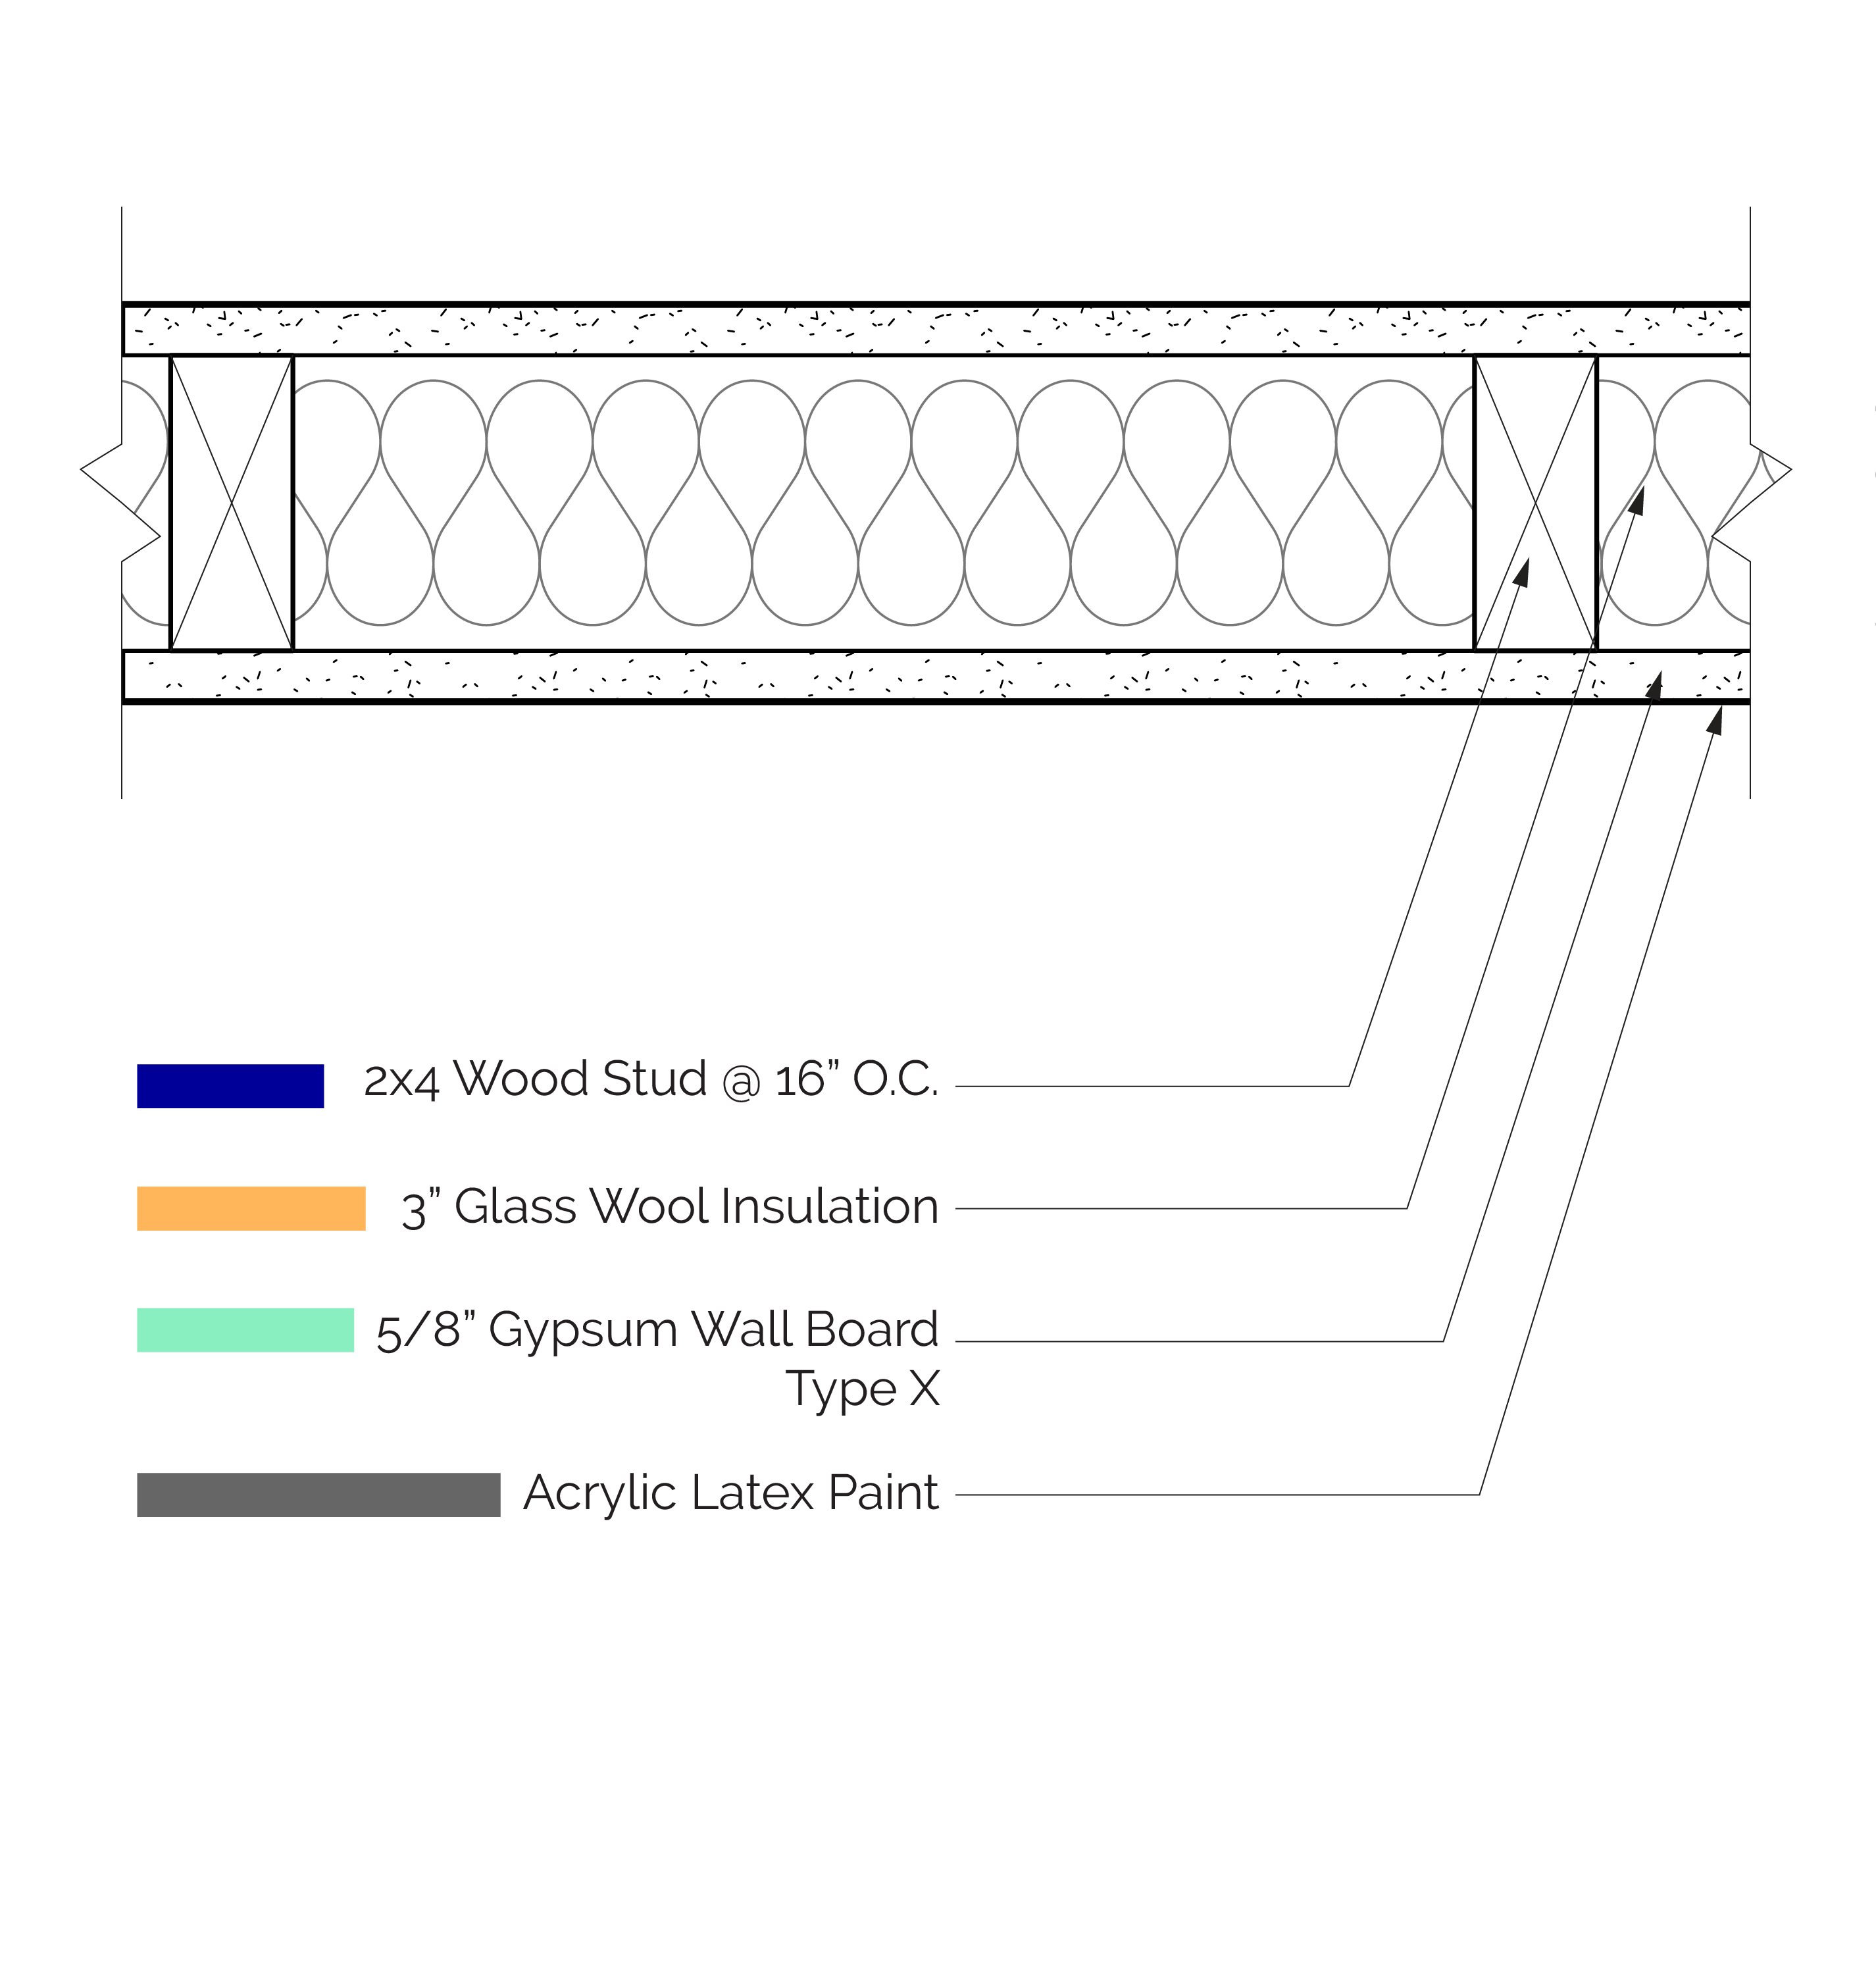 2x4 Wood Stud @ 16” O.C.
3” Glass Wool Insulation
5/8” Gypsum Wall Board
Type X
Acrylic Latex Paint